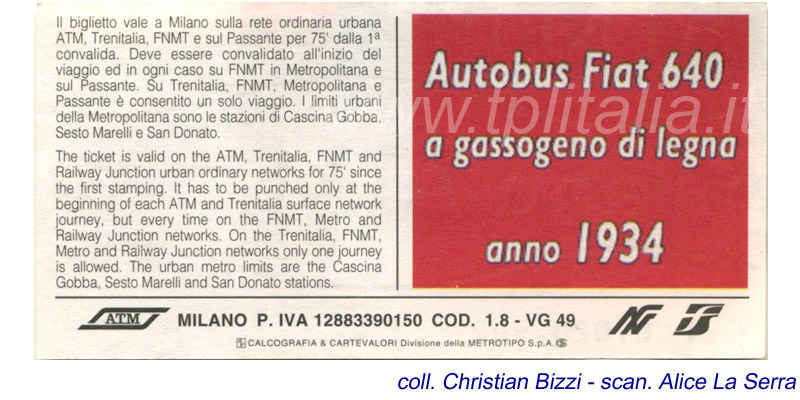 Il biglietto vale a Milano sulla rete ordinaria urbana
ATM, Trenitalia, FNMT e sul Passante per 75' dalla 1ª
convalida. Deve essere convalidato all'inizio del
viaggio ed in ogni caso su FNMT in Metropolitana e
sul Passante. Su Trenitalia, FNMT, Metropolitana e
Passante è consentito un solo viaggio. I limiti urbani
della Metropolitana sono le stazioni di Cascina Gobba,
Sesto Marelli e San Donato.
The ticket is valid on the ATM, Trenitalia, FNMT and
Railway Junction urban ordinary networks for 75' since
the first stamping. It has to be punched only at the
beginning of each ATM and Trenitalia surface network
journey, but every time on the FNMT, Metro and
Railway Junction networks. On the Trenitalia, FNMT,
Metro and Railway Junction networks only one journey
is allowed. The urban metro limits are the Cascina
Gobba, Sesto Marelli and San Donato stations.
Autobus Fiat 640
www.tplitalia.it
a gassogeno di legna
anno 1934
ATM MILANO P. IVA 12883390150 COD. 1.8 - VG 49
CALCOGRAFIA & CARTEVALORI Divisione della METROTIPO S.p.A.
coll. Christian Bizzi - scan. Alice La Serra